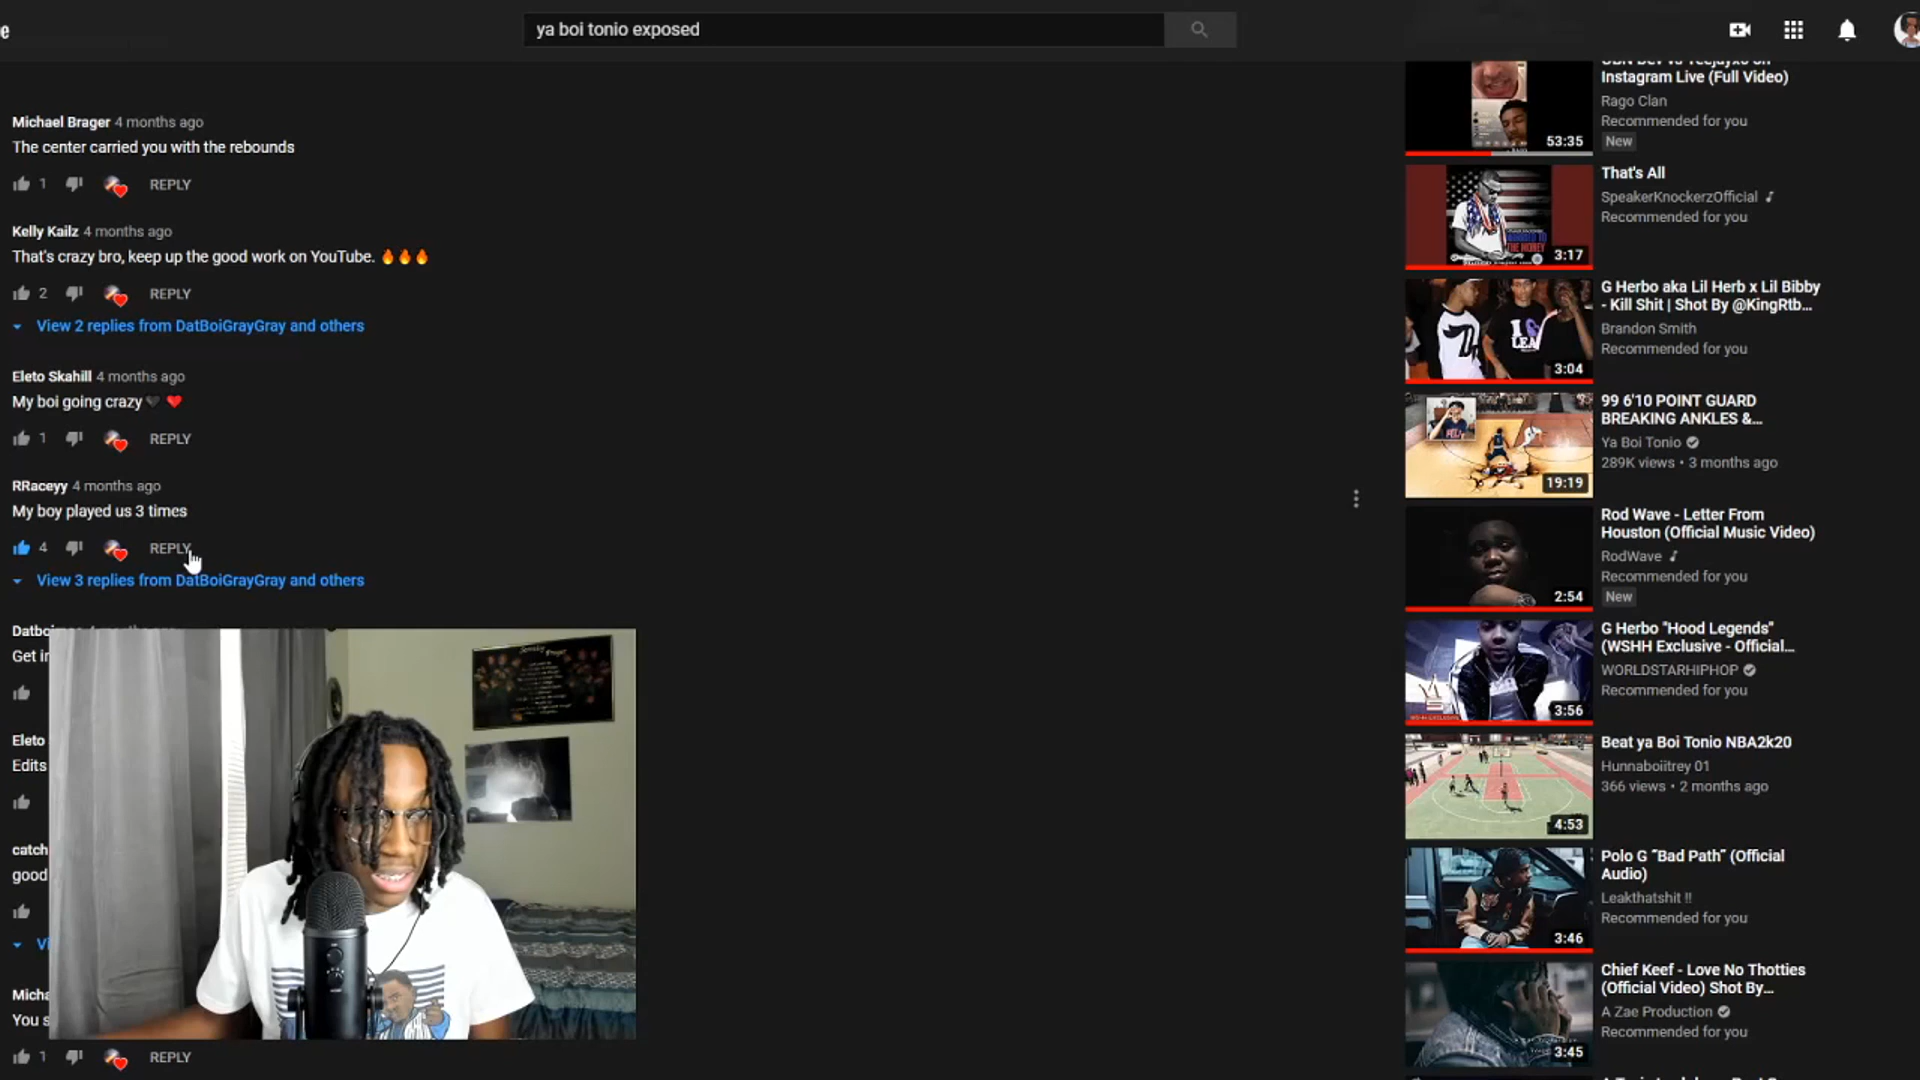 e
ya boi tonio exposed
Michael Brager 4 months ago
The center carried you with the rebounds
1 REPLY
Kelly Kailz 4 months ago
That's crazy bro, keep up the good work on YouTube. 🔥🔥🔥
2 REPLY
View 2 replies from DatBoiGrayGray and others
Eleto Skahill 4 months ago
My boi going crazy🖤 ❤️
1 REPLY
RRaceyy 4 months ago
My boy played us 3 times
4 REPLY
View 3 replies from DatBoiGrayGray and others
Get in
Eleto
Edits
catch
good
Vi
Micha
You s
1 REPLY
Instagram Live (Full Video)
Rago Clan
Recommended for you
New
53:35
That's All
SpeakerKnockerzOfficial
Recommended for you
3:17
G Herbo aka Lil Herb x Lil Bibby
- Kill Shit | Shot By @KingRtb...
Brandon Smith
Recommended for you
3:04
99 6'10 POINT GUARD
BREAKING ANKLES &...
Ya Boi Tonio
289K views • 3 months ago
19:19
Rod Wave - Letter From
Houston (Official Music Video)
RodWave
Recommended for you
New
2:54
G Herbo "Hood Legends"
(WSHH Exclusive - Official...
WORLDSTARHIPHOP
Recommended for you
3:56
Beat ya Boi Tonio NBA2k20
Hunnaboiitrey 01
366 views • 2 months ago
4:53
Polo G “Bad Path” (Official
Audio)
Leakthatshit !!
Recommended for you
3:46
Chief Keef - Love No Thotties
(Official Video) Shot By...
A Zae Production
Recommended for you
3:45